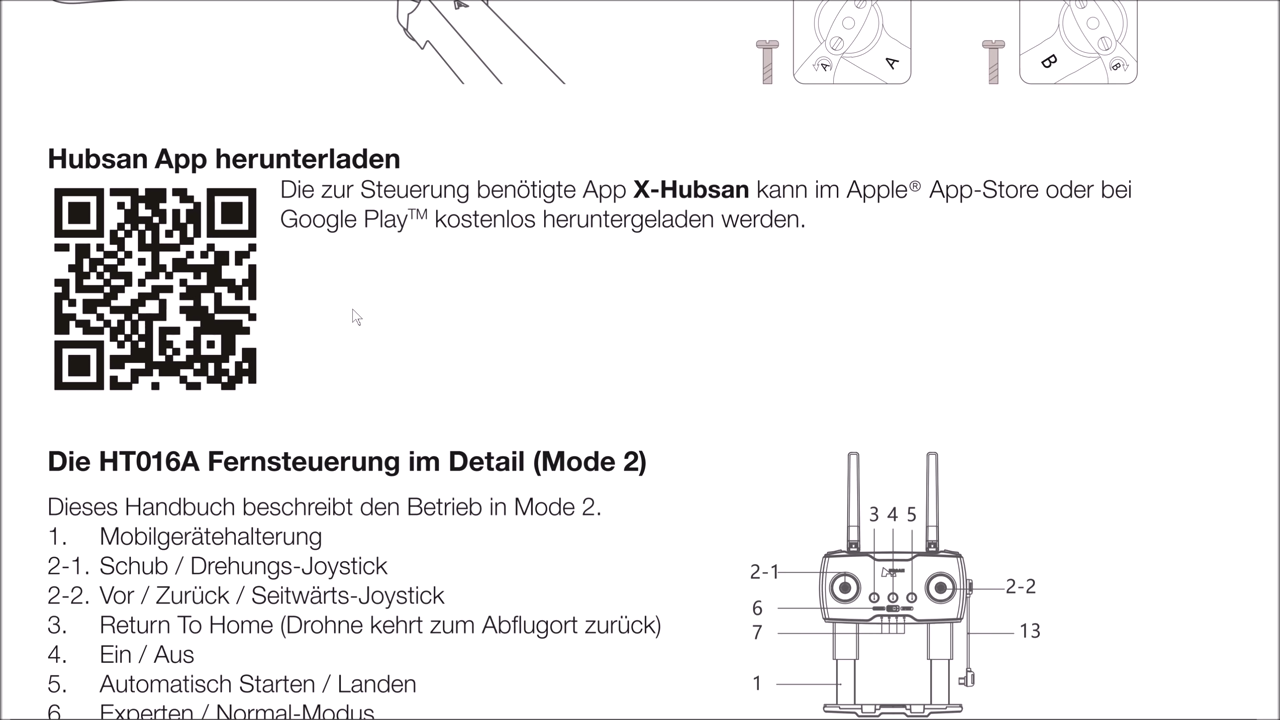 A
A
B
B
Hubsan App herunterladen
Die zur Steuerung benötigte App X-Hubsan kann im Apple® App-Store oder bei
Google Play™ kostenlos heruntergeladen werden.
Die HT016A Fernsteuerung im Detail (Mode 2)
Dieses Handbuch beschreibt den Betrieb in Mode 2.
1. Mobilgerätehalterung
2-1. Schub / Drehungs-Joystick
2-2. Vor / Zurück / Seitwärts-Joystick
3. Return To Home (Drohne kehrt zum Abflugort zurück)
4. Ein / Aus
5. Automatisch Starten / Landen
6. Experten / Normal-Modus
3 4 5
2-1
2-2
6
7
13
1